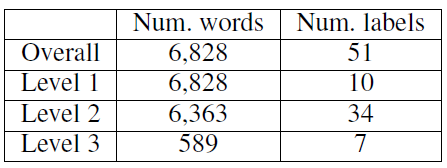 Num. words Num. labels
Overall 6,828 51
Level 1 6,828 10
Level 2 6,363 34
Level 3 589 7